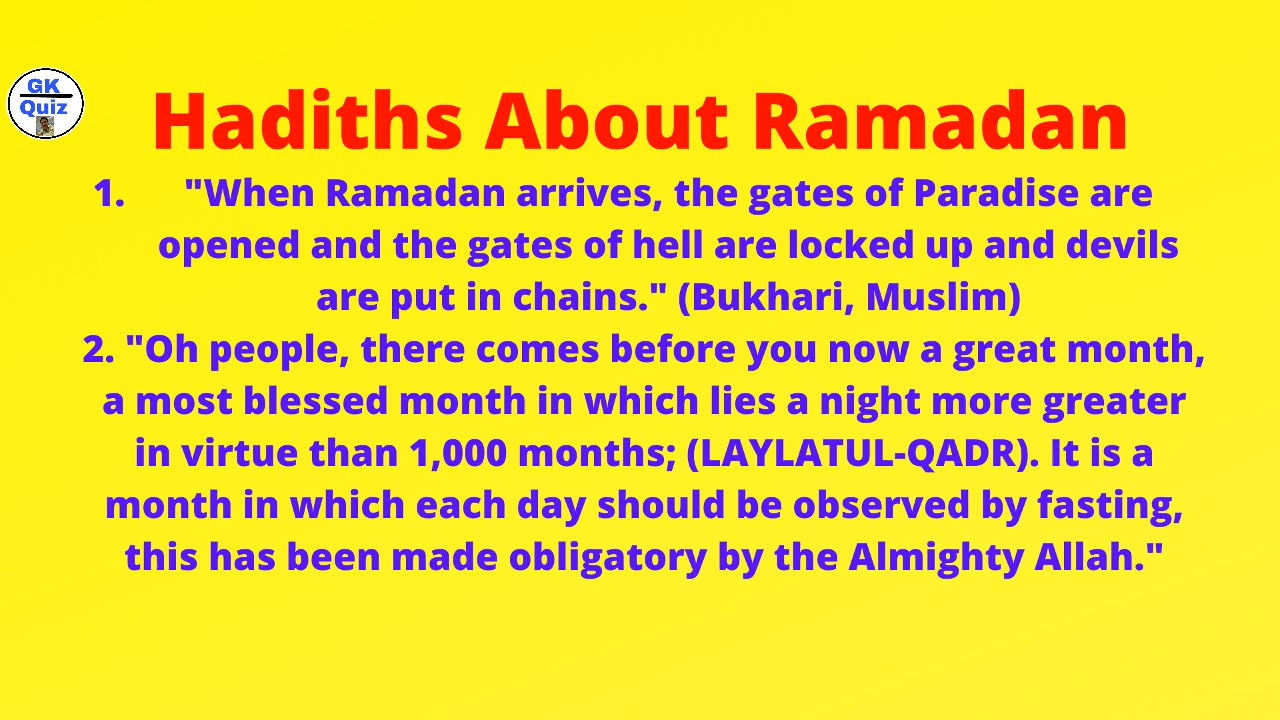 GK
Quiz
Hadiths About Ramadan
1. "When Ramadan arrives, the gates of Paradise are
opened and the gates of hell are locked up and devils
are put in chains." (Bukhari, Muslim)
2. "Oh people, there comes before you now a great month,
a most blessed month in which lies a night more greater
in virtue than 1,000 months; (LAYLATUL-QADR). It is a
month in which each day should be observed by fasting,
this has been made obligatory by the Almighty Allah."